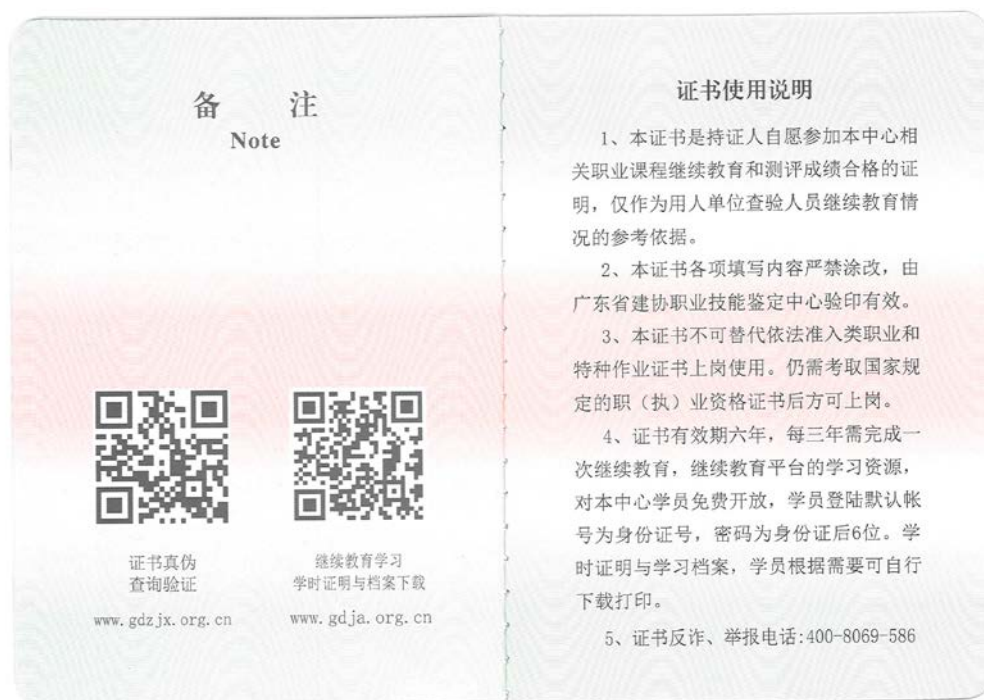 备 注
Note
证书真伪
查询验证
www.gdzjx.org.cn
继续教育学习
学时证明与档案下载
www.gdja.org.cn
证书使用说明
1、本证书是持证人自愿参加本中心相
关职业课程继续教育和测评成绩合格的证
明，仅作为用人单位查验人员继续教育情
况的参考依据。
2、本证书各项填写内容严禁涂改，由
广东省建协职业技能鉴定中心验印有效。
3、本证书不可替代依法准入类职业和
特种作业证书上岗使用。仍需考取国家规
定的职（执）业资格证书后方可上岗。
4、证书有效期六年，每三年需完成一
次继续教育，继续教育平台的学习资源，
对本中心学员免费开放，学员登陆默认帐
号为身份证号，密码为身份证后6位。学
时证明与学习档案，学员根据需要可自行
下载打印。
5、证书反诈、举报电话:400-8069-586